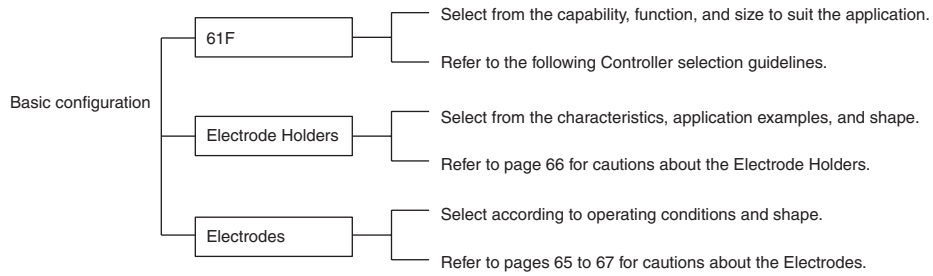 Select from the capability, function, and size to suit the application.
61F
Refer to the following Controller selection guidelines.
Basic configuration
Select from the characteristics, application examples, and shape.
Electrode Holders
Refer to page 66 for cautions about the Electrode Holders.
Select according to operating conditions and shape.
Electrodes
Refer to pages 65 to 67 for cautions about the Electrodes.